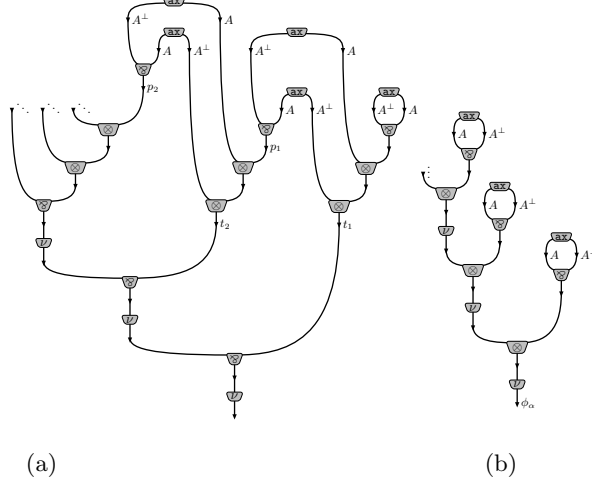 ax
A⊥ A
ax
A A⊥
⅋
p₂
ax
A⊥ A
ax
A A⊥
ax
A⊥ A
⅋ ⅋
p₁
⊗ ⊗ ⊗ ⊗
⅋ ⊗ ⊗
t₂ t₁
ν
⅋
ν
⅋
ν
ax
A A⊥
⅋
⊗
ax
A A⊥
⅋
ν
ax
A
⅋
⊗
ν
⊗
ν
ϕα
(a) (b)